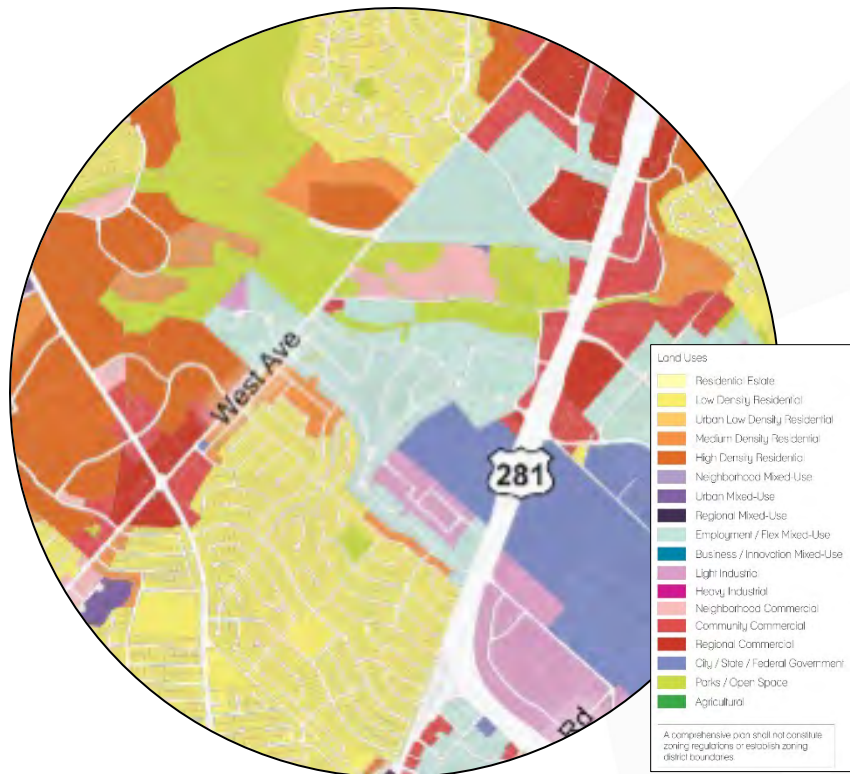 West Ave
281
Rd
Land Uses
Residential Estate
Low Density Residential
Urban Low Density Residential
Medium Density Residential
High Density Residential
Neighborhood Mixed-Use
Urban Mixed-Use
Regional Mixed-Use
Employment / Flex Mixed-Use
Business / Innovation Mixed-Use
Light Industrial
Heavy Industrial
Neighborhood Commercial
Community Commercial
Regional Commercial
City / State / Federal Government
Parks / Open Space
Agricultural
A comprehensive plan shall not constitute
zoning regulations or establish zoning
district boundaries